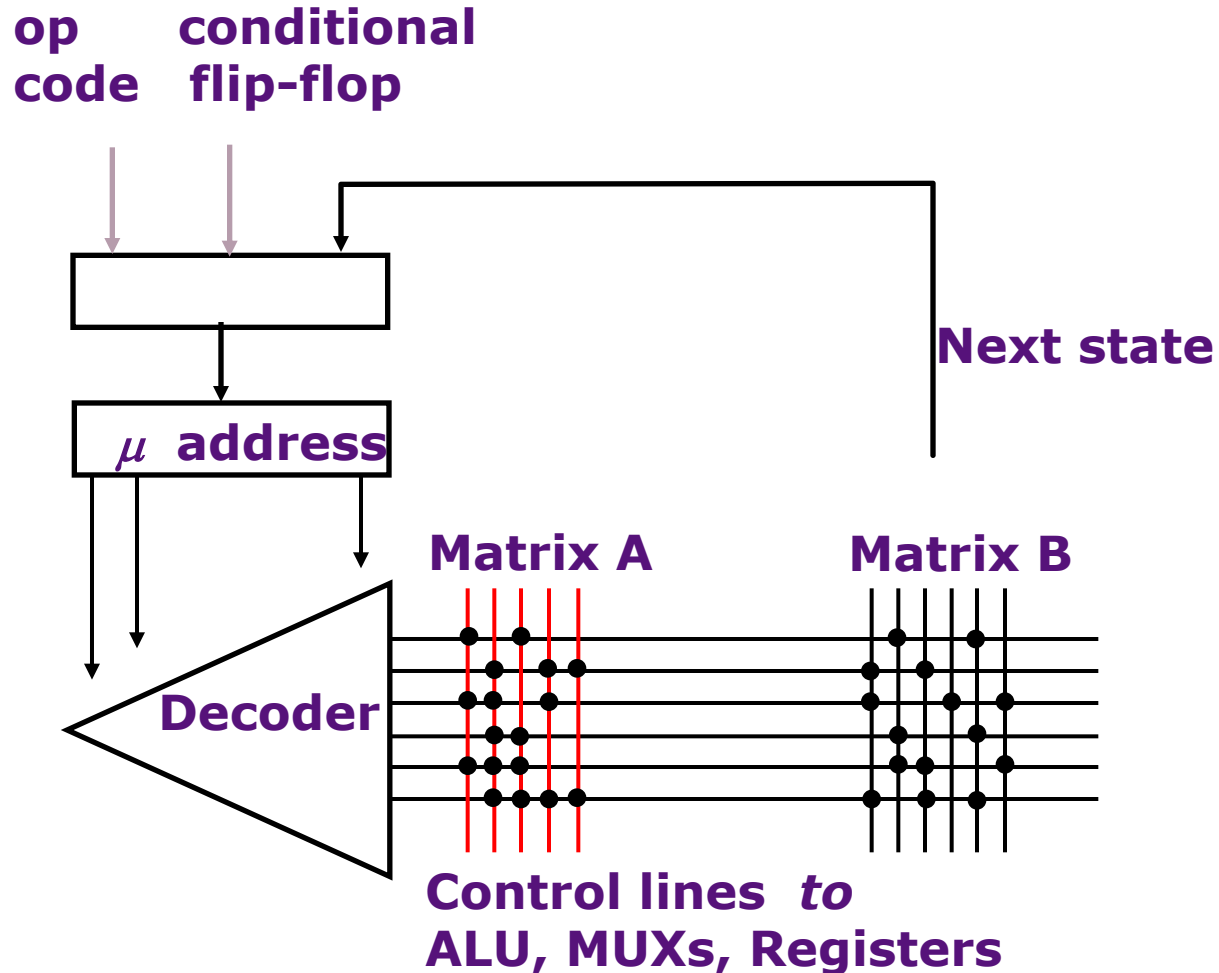 op conditional
code flip-flop
Next state
μ address
Matrix A Matrix B
Decoder
Control lines to
ALU, MUXs, Registers